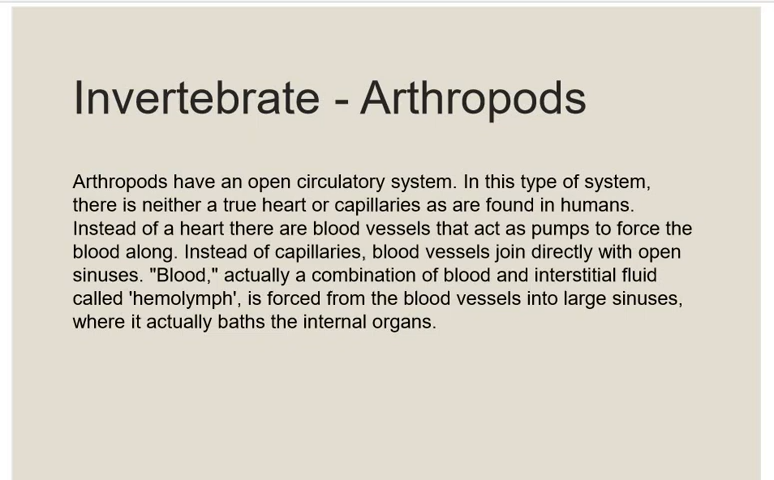 Invertebrate - Arthropods
Arthropods have an open circulatory system. In this type of system,
there is neither a true heart or capillaries as are found in humans.
Instead of a heart there are blood vessels that act as pumps to force the
blood along. Instead of capillaries, blood vessels join directly with open
sinuses. "Blood," actually a combination of blood and interstitial fluid
called 'hemolymph', is forced from the blood vessels into large sinuses,
where it actually baths the internal organs.